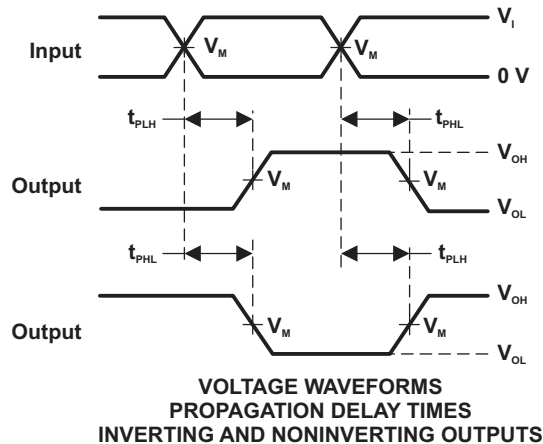 V_I
Input V_M V_M
0 V
t_PLH t_PHL
V_OH
Output V_M V_M
V_OL
t_PHL t_PLH
V_OH
Output V_M V_M
V_OL
VOLTAGE WAVEFORMS
PROPAGATION DELAY TIMES
INVERTING AND NONINVERTING OUTPUTS